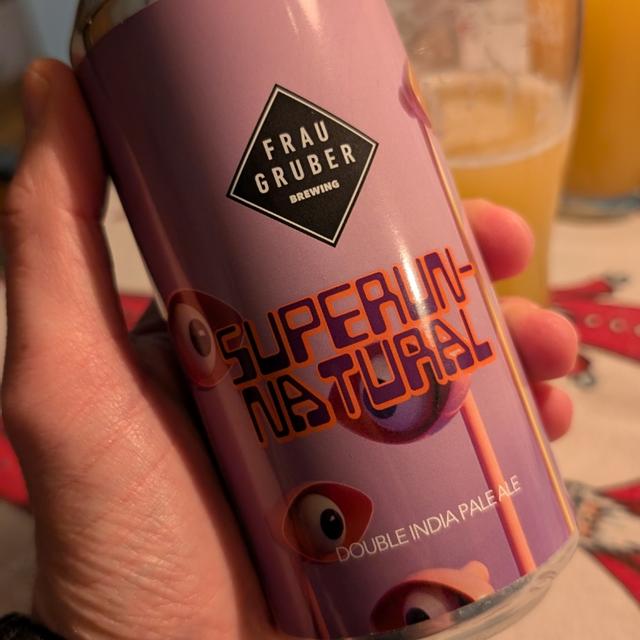 FRAU
GRUBER
BREWING
SUPERUN-
NATURAL
DOUBLE INDIA PALE ALE